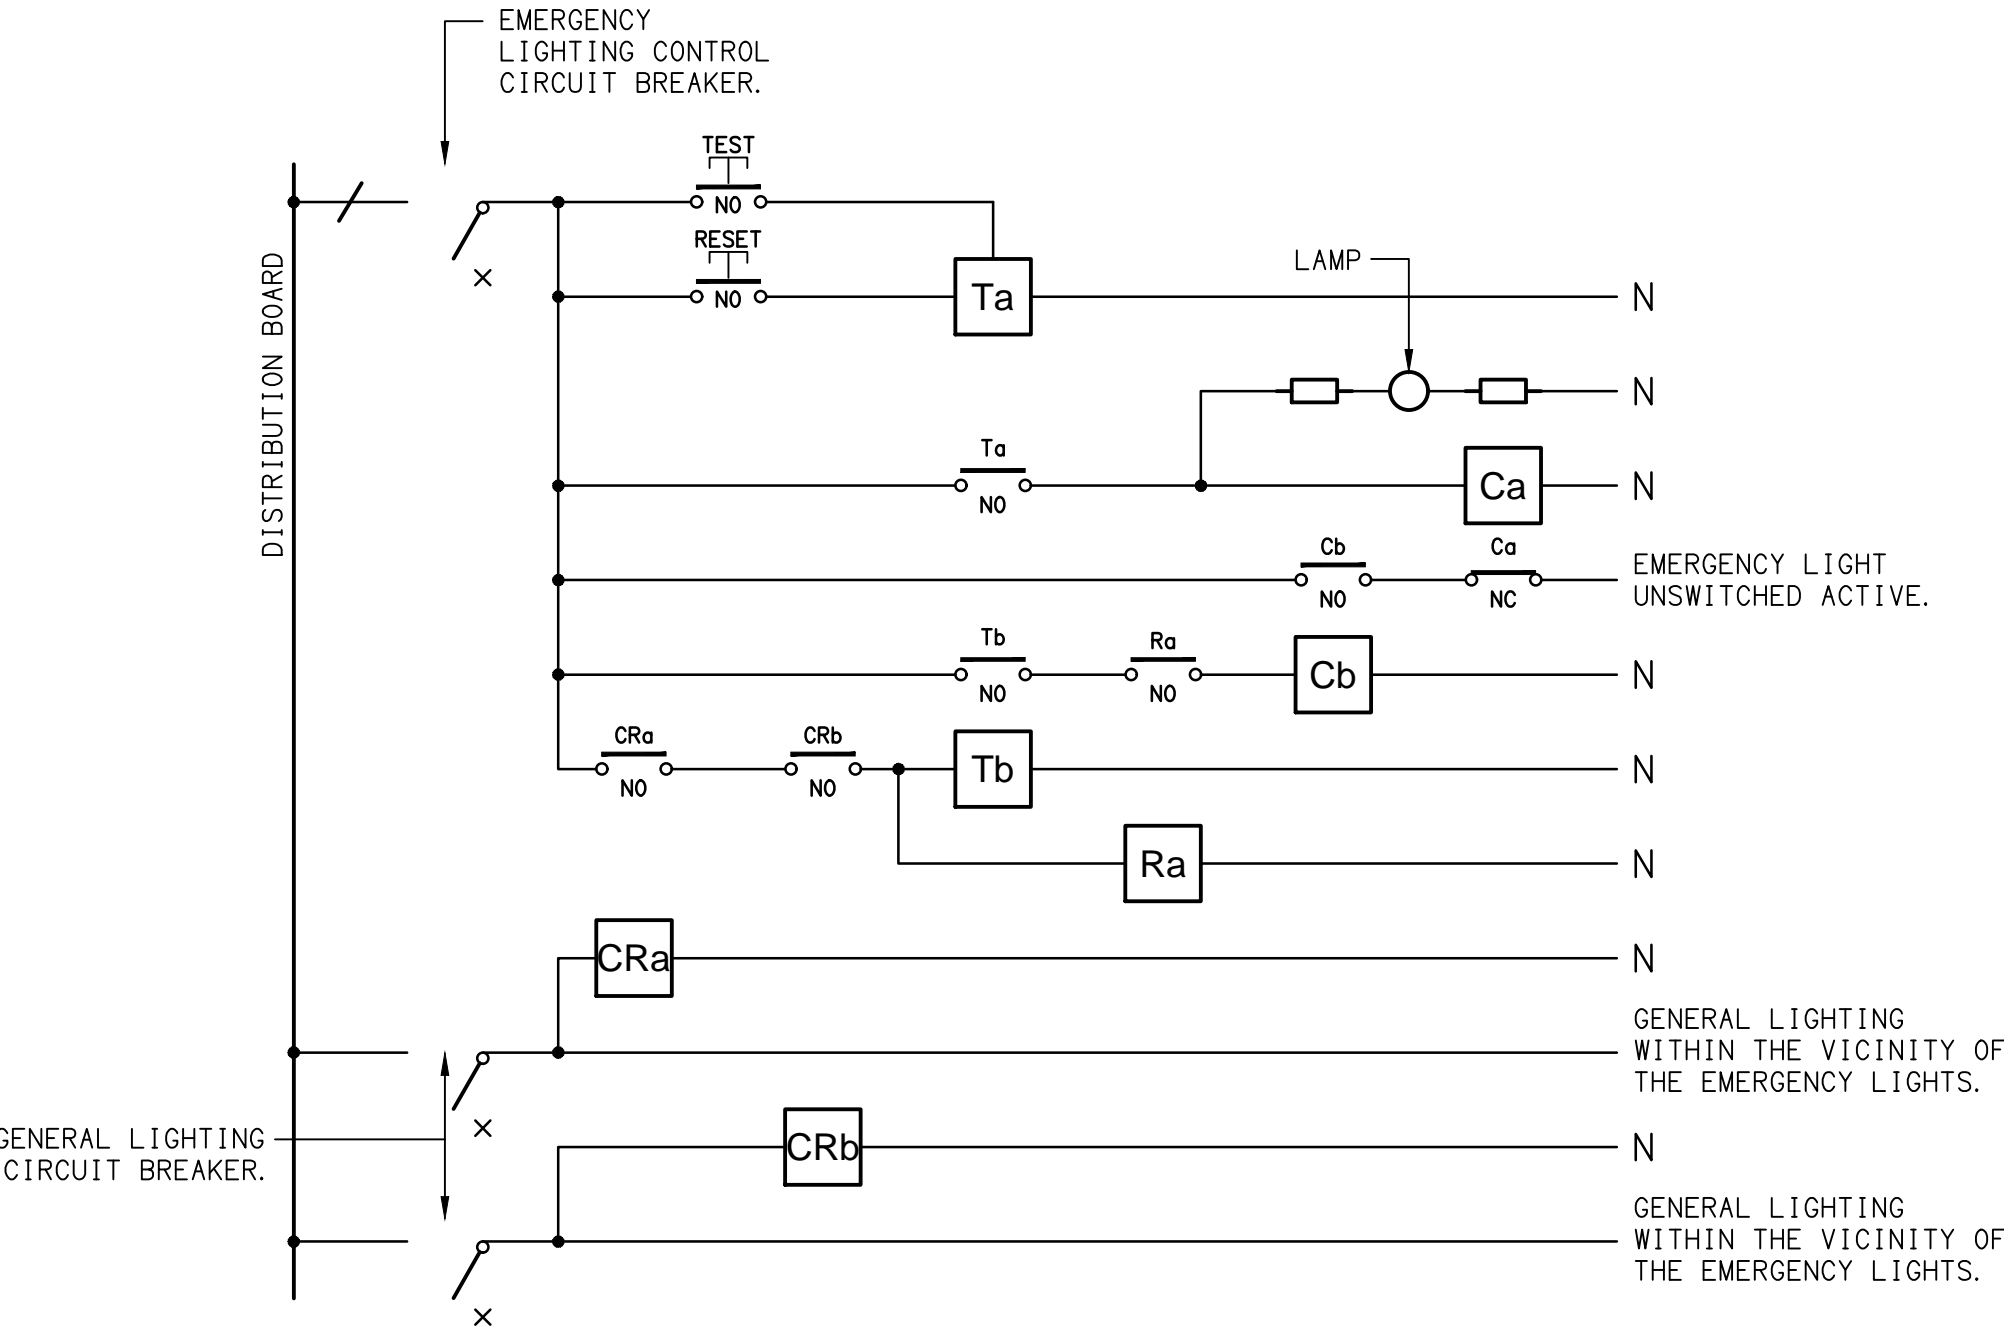 EMERGENCY
LIGHTING CONTROL
CIRCUIT BREAKER.
TEST
NO
RESET
NO
Ta
N
LAMP
N
DISTRIBUTION BOARD
Ta
NO
Ca
N
Cb
NO
Ca
NC
EMERGENCY LIGHT
UNSWITCHED ACTIVE.
Tb
NO
Ra
NO
Cb
N
CRa
NO
CRb
NO
Tb
N
Ra
N
CRa
N
GENERAL LIGHTING
WITHIN THE VICINITY OF
THE EMERGENCY LIGHTS.
GENERAL LIGHTING
CIRCUIT BREAKER.
CRb
N
GENERAL LIGHTING
WITHIN THE VICINITY OF
THE EMERGENCY LIGHTS.